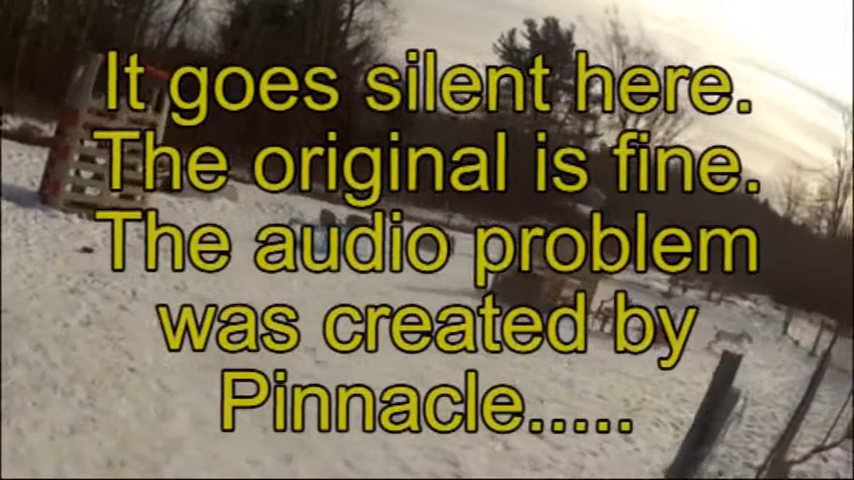 It goes silent here.
The original is fine.
The audio problem
was created by
Pinnacle.....